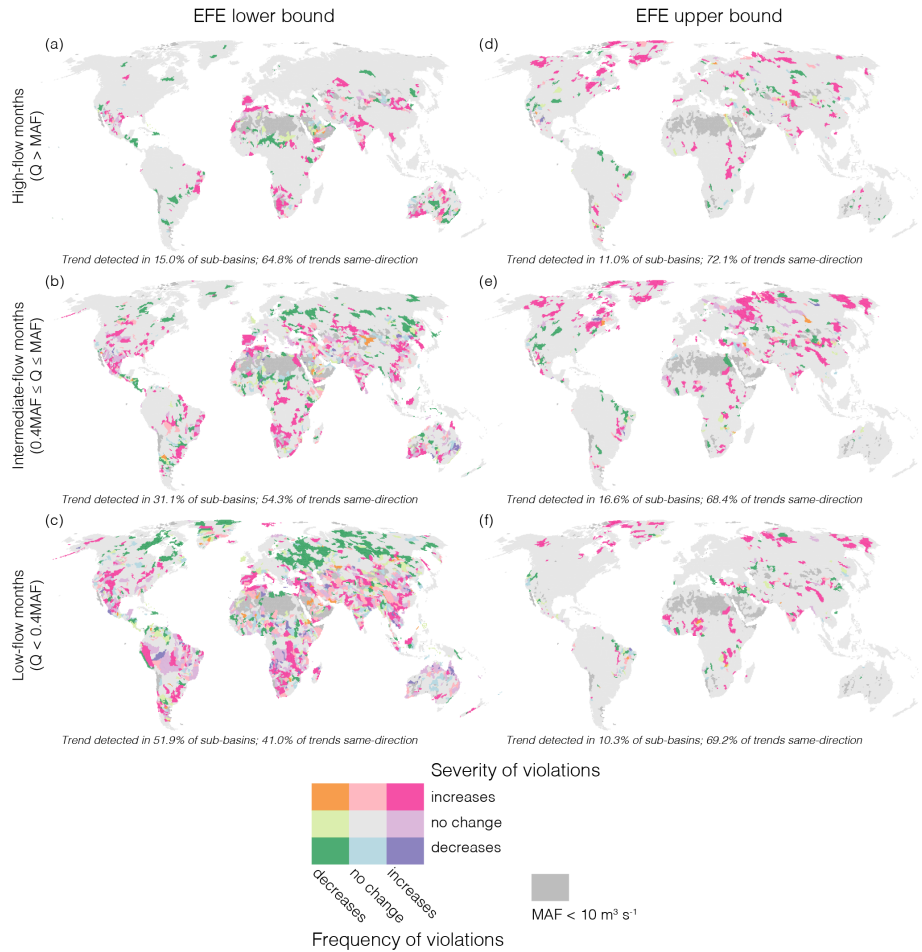 EFE lower bound
EFE upper bound
High-flow months
(Q > MAF)
(a)
(d)
Trend detected in 15.0% of sub-basins; 64.8% of trends same-direction
Trend detected in 11.0% of sub-basins; 72.1% of trends same-direction
Intermediate-flow months
(0.4MAF ≤ Q ≤ MAF)
(b)
(e)
Trend detected in 31.1% of sub-basins; 54.3% of trends same-direction
Trend detected in 16.6% of sub-basins; 68.4% of trends same-direction
Low-flow months
(Q < 0.4MAF)
(c)
(f)
Trend detected in 51.9% of sub-basins; 41.0% of trends same-direction
Trend detected in 10.3% of sub-basins; 69.2% of trends same-direction
Severity of violations
increases
no change
decreases
decreases
no change
increases
Frequency of violations
MAF < 10 m³ s⁻¹